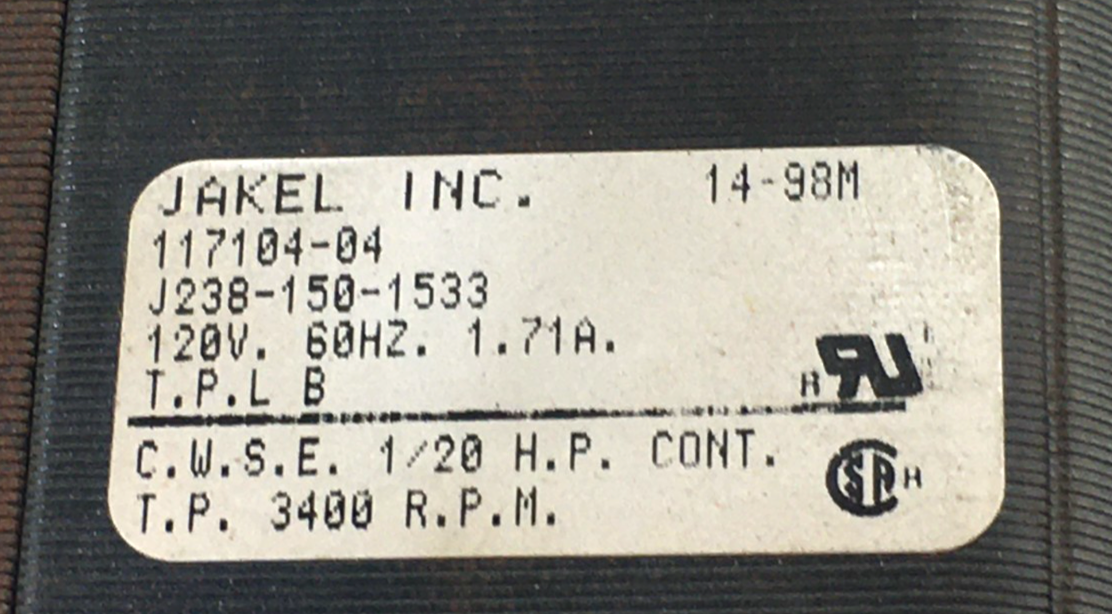 JAKEL INC. 14-98M
117104-04
J238-150-1533
120V. 60HZ. 1.71A.
T.P.L B
C.W.S.E. 1/20 H.P. CONT.
T.P. 3400 R.P.M.